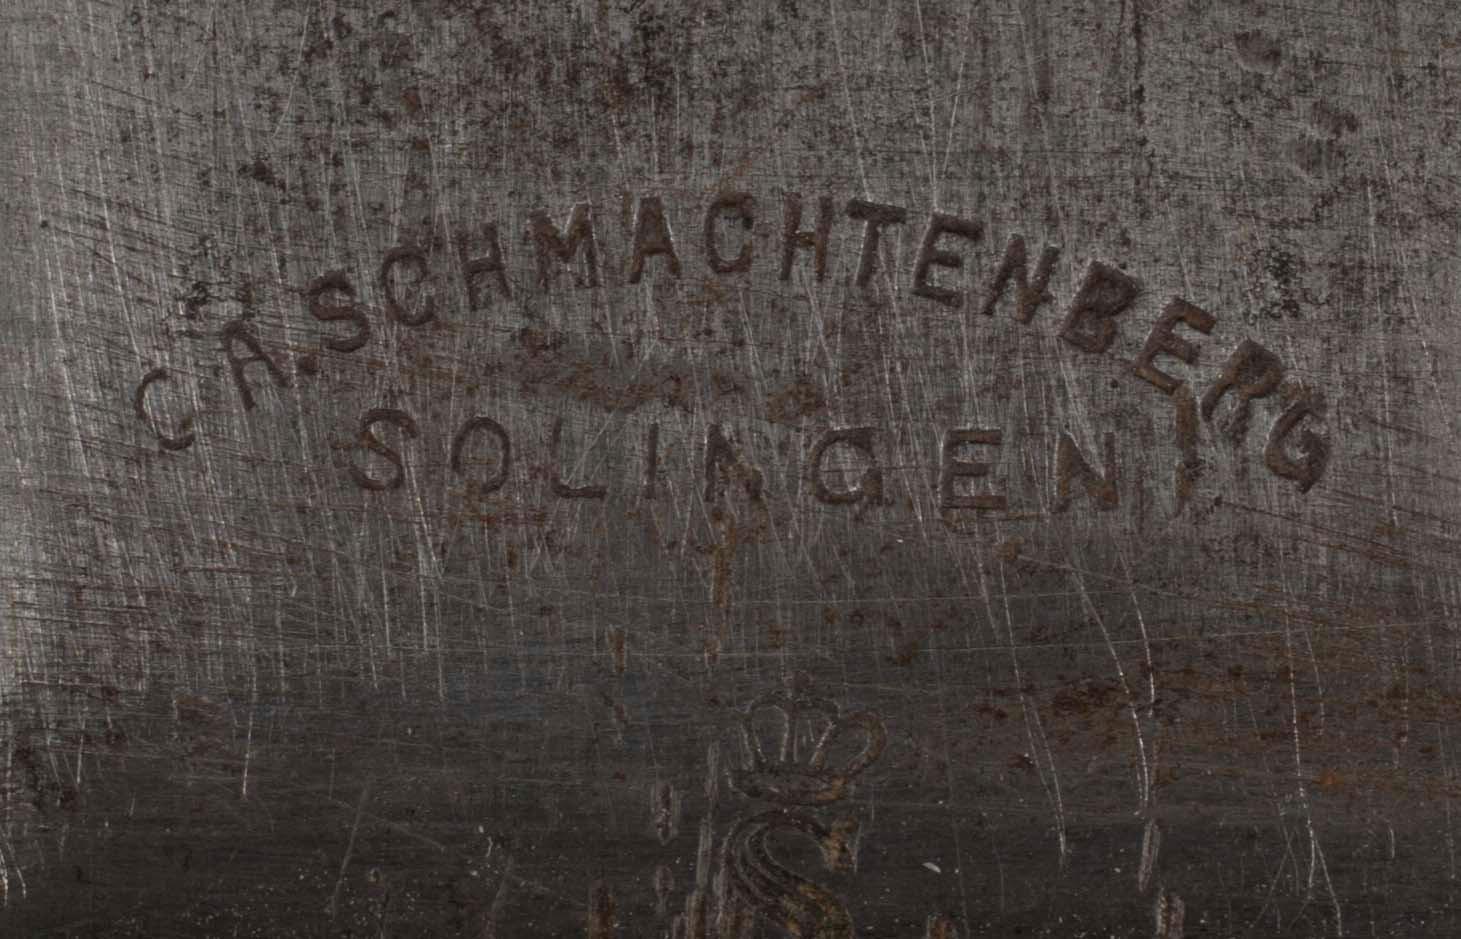 C. A. SCHMACHTENBERG
SOLINGEN
S